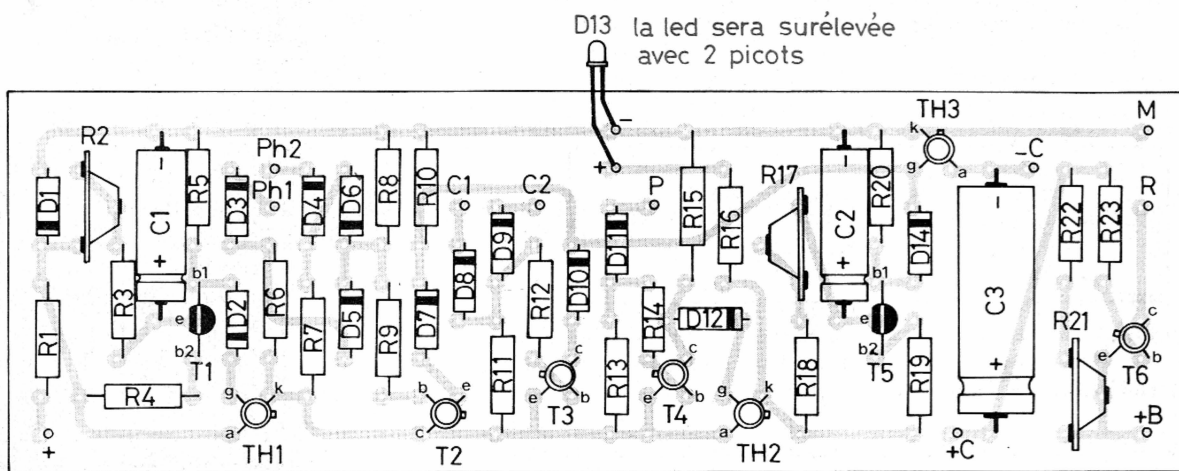 D13 la led sera surélevée
avec 2 picots
R2
TH3
M
-
k
Ph2
+
g
a
-C
R
D1
C1
-
R5
D3
Ph1
D4
D6
R8
R10
C1
C2
P
R15
R16
R17
C2
-
R20
D14
R22
R23
D9
D11
C3
-
+
R3
+
b1
e
b2
T1
D2
R6
R7
D5
R9
D7
D8
R12
D10
R14
D12
+
b1
e
b2
T5
R1
R4
g
k
a
TH1
b
e
c
T2
R11
c
e
b
T3
R13
c
e
b
T4
g
k
a
TH2
R18
R19
R21
c
e
b
T6
+
+C
+B